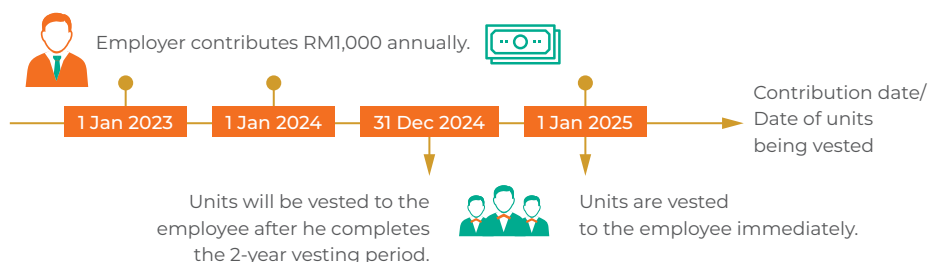 Employer contributes RM1,000 annually.
1 Jan 2023
1 Jan 2024
31 Dec 2024
1 Jan 2025
Contribution date/
Date of units
being vested
Units will be vested to the
employee after he completes
the 2-year vesting period.
Units are vested
to the employee immediately.